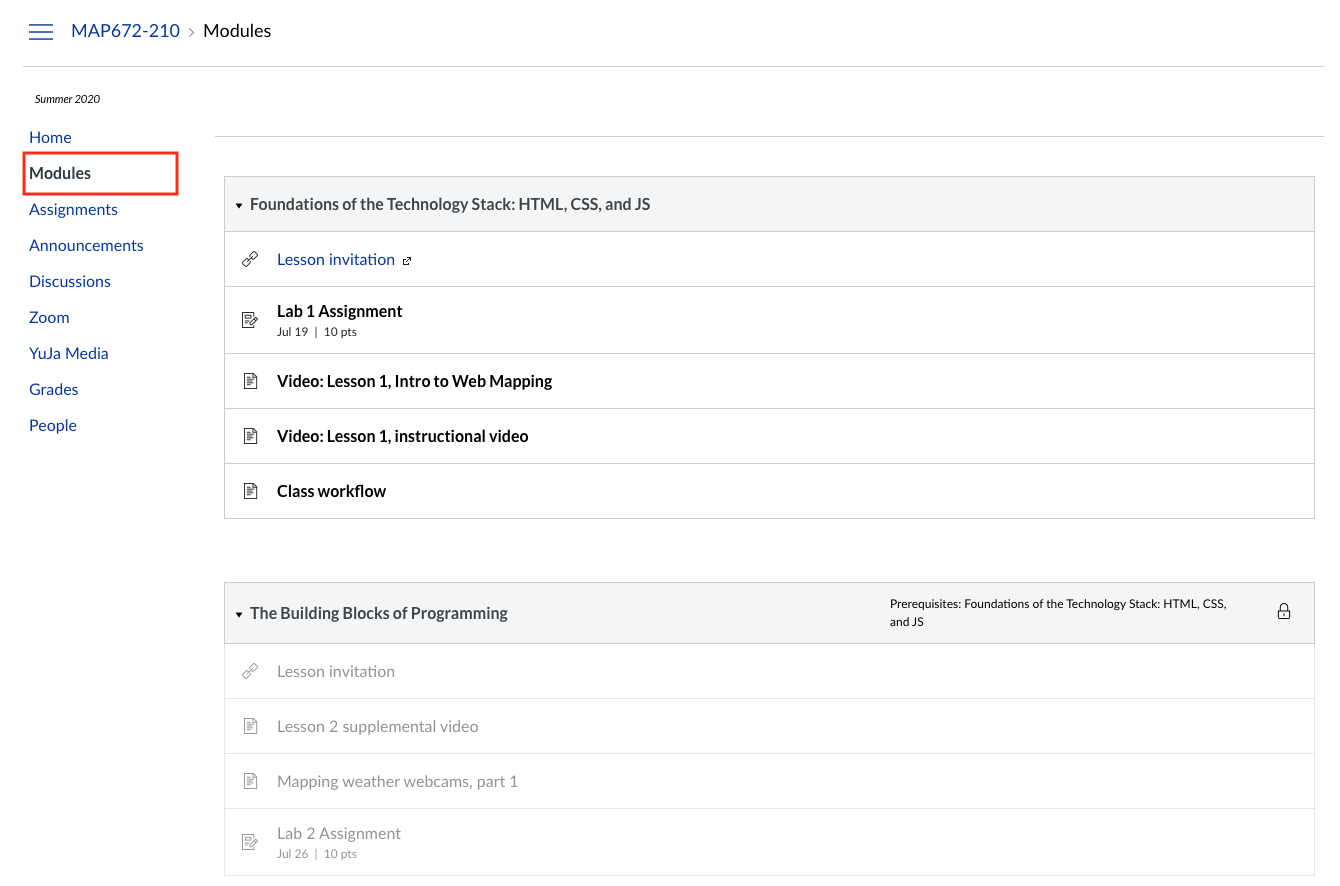 MAP672-210 › Modules
Summer 2020
Home
Modules
Assignments
Announcements
Discussions
Zoom
YuJa Media
Grades
People
Foundations of the Technology Stack: HTML, CSS, and JS
Lesson invitation
Lab 1 Assignment
Jul 19 | 10 pts
Video: Lesson 1, Intro to Web Mapping
Video: Lesson 1, instructional video
Class workflow
The Building Blocks of Programming
Prerequisites: Foundations of the Technology Stack: HTML, CSS,
and JS
Lesson invitation
Lesson 2 supplemental video
Mapping weather webcams, part 1
Lab 2 Assignment
Jul 26 | 10 pts